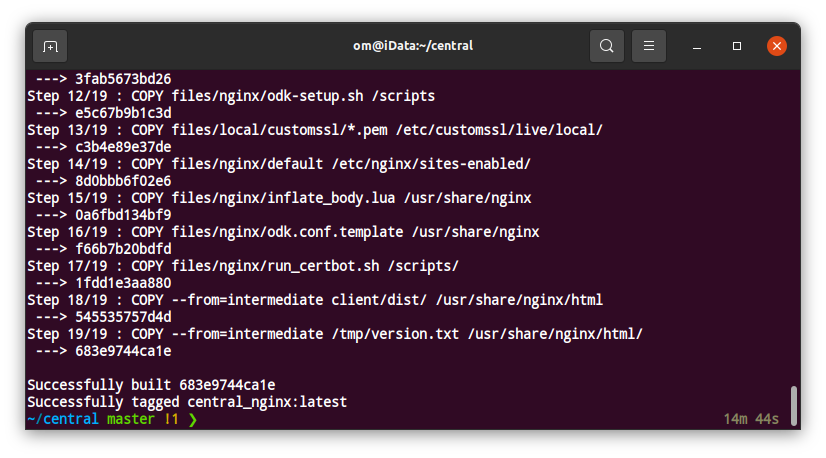 om@iData:~/central
---> 3fab5673bd26
Step 12/19 : COPY files/nginx/odk-setup.sh /scripts
---> e5c67b9b1c3d
Step 13/19 : COPY files/local/customssl/*.pem /etc/customssl/live/local/
---> c3b4e89e37de
Step 14/19 : COPY files/nginx/default /etc/nginx/sites-enabled/
---> 8d0bbb6f02e6
Step 15/19 : COPY files/nginx/inflate_body.lua /usr/share/nginx
---> 0a6fbd134bf9
Step 16/19 : COPY files/nginx/odk.conf.template /usr/share/nginx
---> f66b7b20bdfd
Step 17/19 : COPY files/nginx/run_certbot.sh /scripts/
---> 1fdd1e3aa880
Step 18/19 : COPY --from=intermediate client/dist/ /usr/share/nginx/html
---> 545535757d4d
Step 19/19 : COPY --from=intermediate /tmp/version.txt /usr/share/nginx/html/
---> 683e9744ca1e
Successfully built 683e9744ca1e
Successfully tagged central_nginx:latest
~/central master !1 ❯ 14m 44s